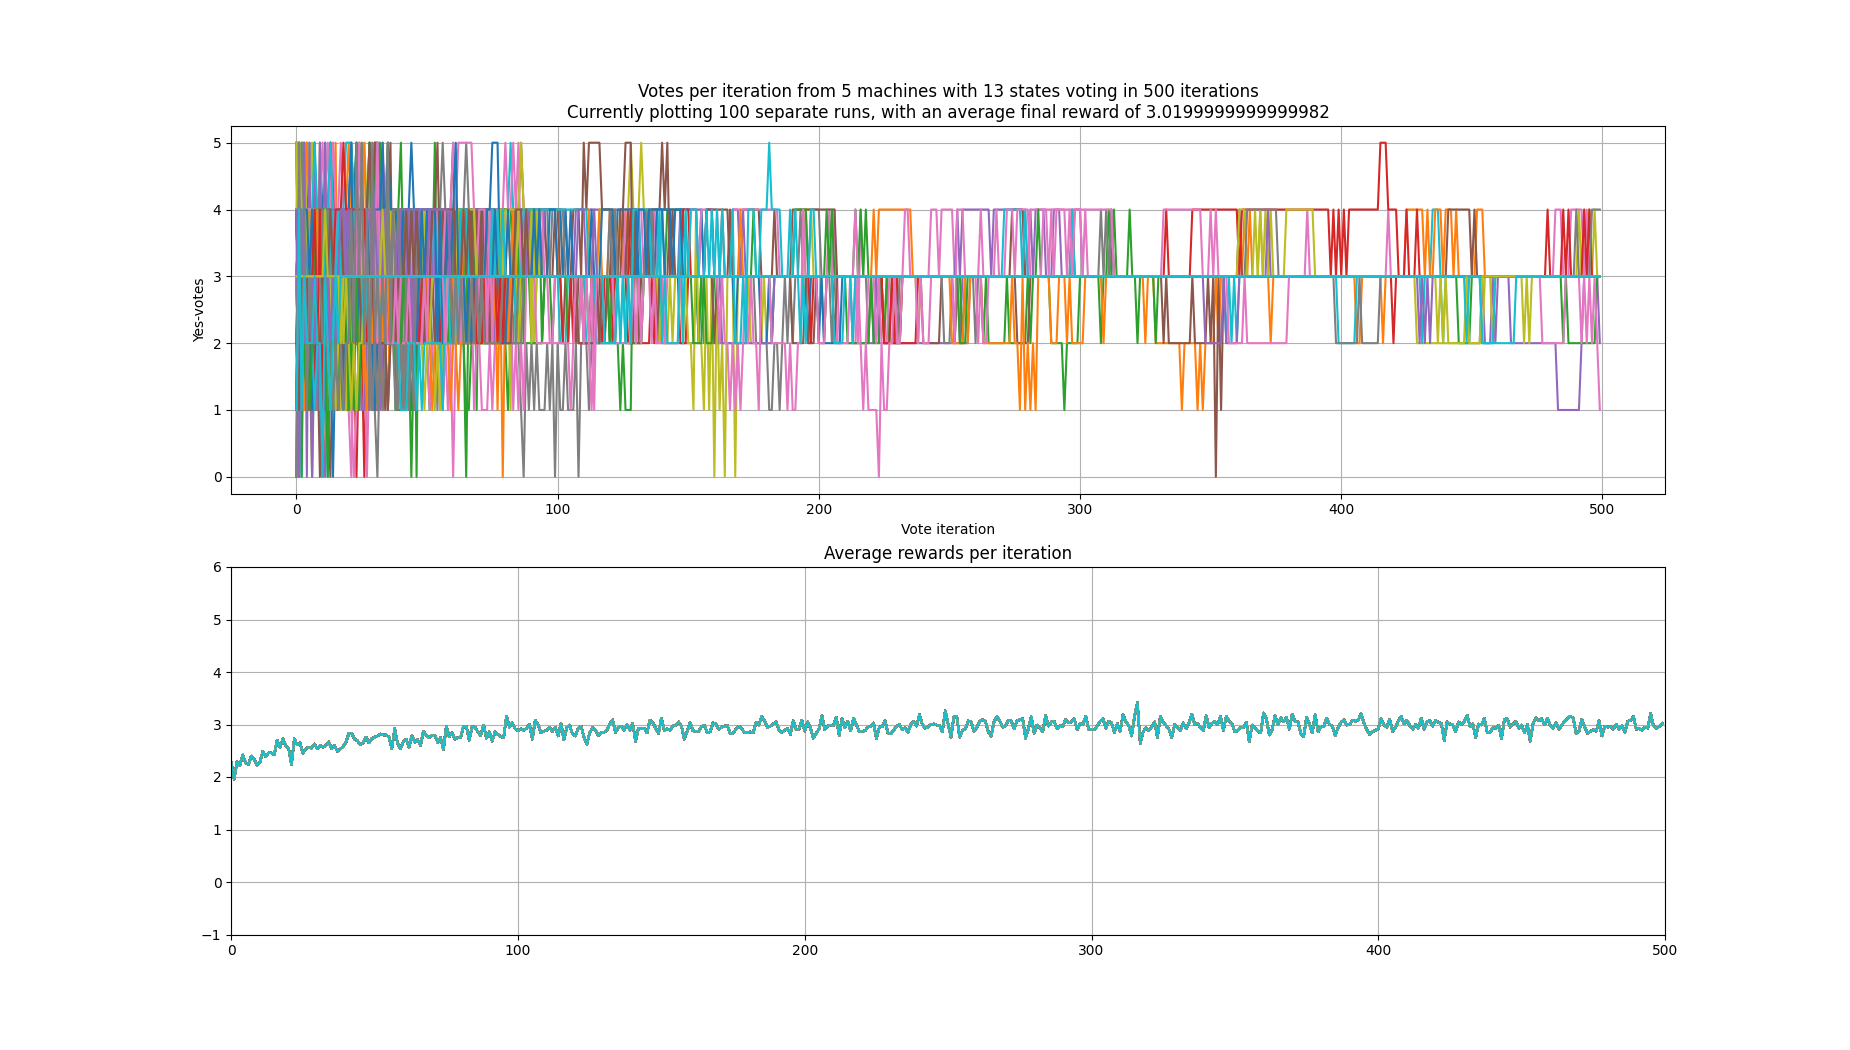 Votes per iteration from 5 machines with 13 states voting in 500 iterations
Currently plotting 100 separate runs, with an average final reward of 3.0199999999999982
5
4
3
2
1
0
Yes-votes
0 100 200 300 400 500
Vote iteration
Average rewards per iteration
6
5
4
3
2
1
0
−1
0 100 200 300 400 500